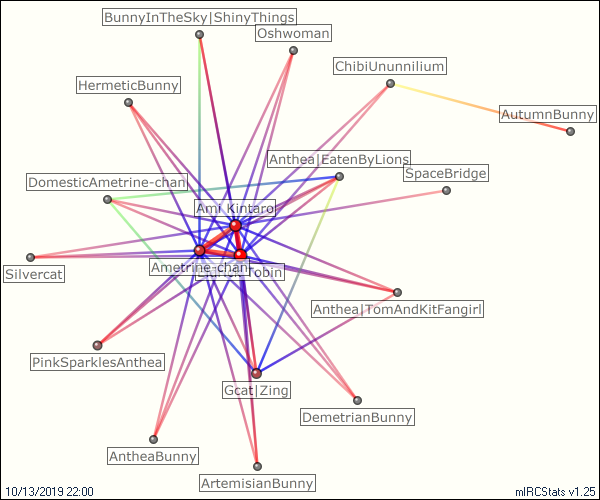 BunnyInTheSky|ShinyThings
Oshwoman
ChibiUnunnilium
HermeticBunny
AutumnBunny
Anthea|EatenByLions
SpaceBridge
DomesticAmetrine-chan
Ami Kintaro
Ametrine-chan
Tobin
Silvercat
Anthea|TomAndKitFangirl
PinkSparklesAnthea
Gcat|Zing
DemetrianBunny
AntheaBunny
ArtemisianBunny
10/13/2019 22:00
mIRCStats v1.25